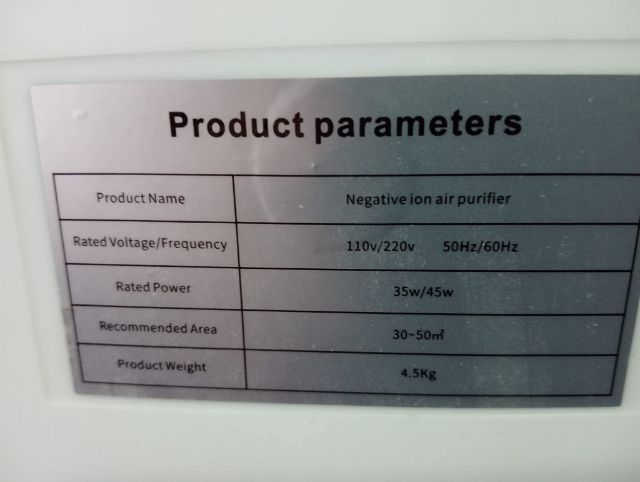 Product parameters
Product Name Negative ion air purifier
Rated Voltage/Frequency 110v/220v 50Hz/60Hz
Rated Power 35w/45w
Recommended Area 30~50㎡
Product Weight 4.5Kg